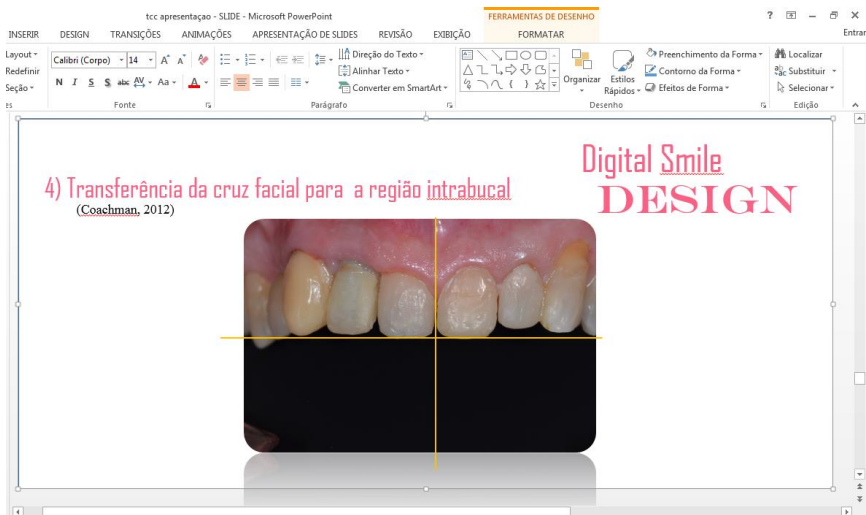 tcc apresentaçao - SLIDE - Microsoft PowerPoint
FERRAMENTAS DE DESENHO
INSERIR DESIGN TRANSIÇÕES ANIMAÇÕES APRESENTAÇÃO DE SLIDES REVISÃO EXIBIÇÃO FORMATAR Entrar
Layout
Redefinir
Seção
Calibri (Corpo) 14
N I S S abc AV Aa A
Fonte
Direção do Texto
Alinhar Texto
Converter em SmartArt
Parágrafo
Organizar
Estilos Rápidos
Preenchimento da Forma
Contorno da Forma
Efeitos de Forma
Desenho
Localizar
Substituir
Selecionar
Edição
Digital Smile
DESIGN
4) Transferência da cruz facial para a região intrabucal
(Coachman, 2012)